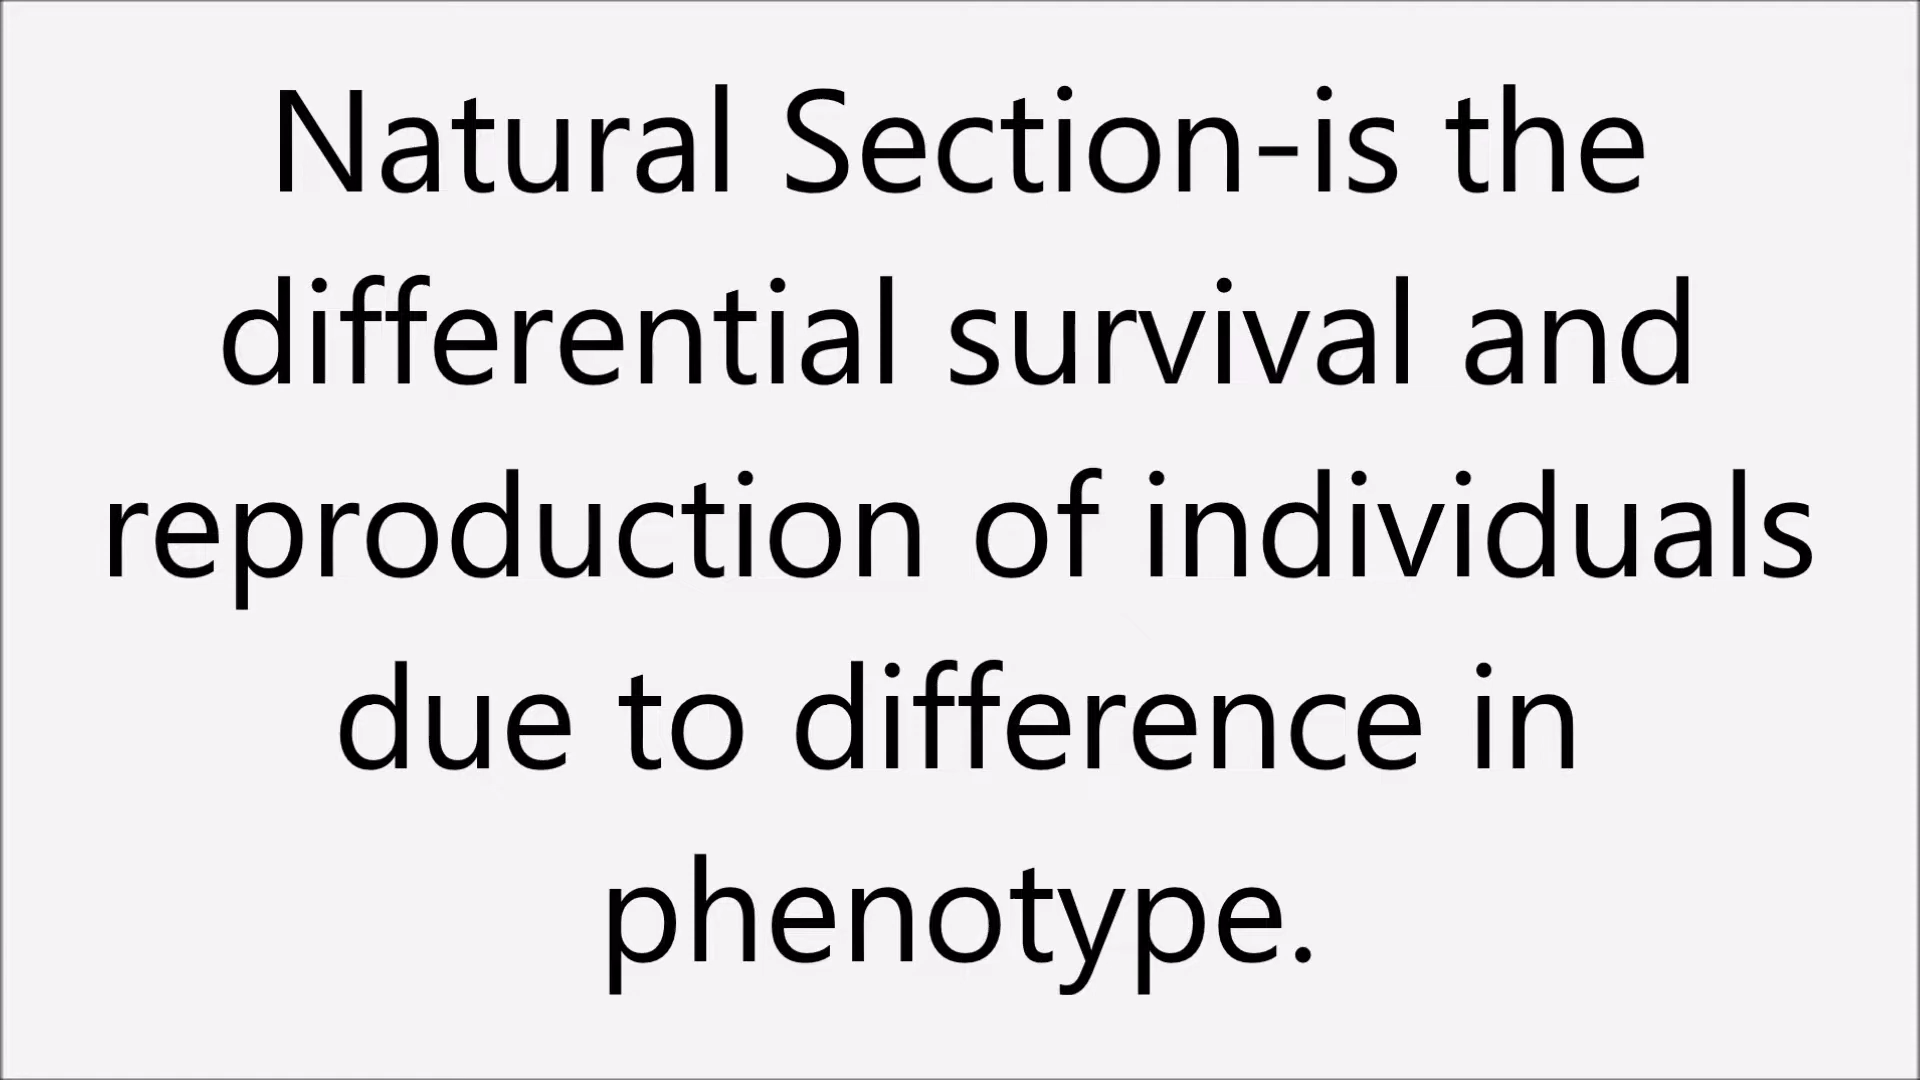 Natural Section-is the
differential survival and
reproduction of individuals
due to difference in
phenotype.